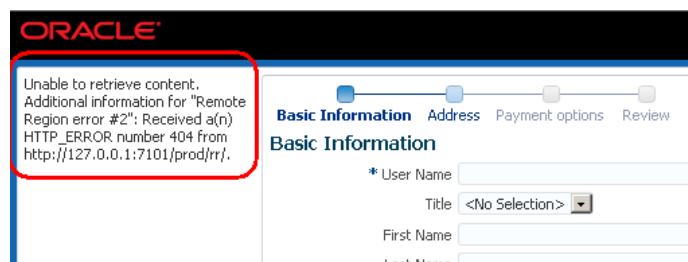 ORACLE
Unable to retrieve content.
Additional information for "Remote
Region error #2": Received a(n)
HTTP_ERROR number 404 from
http://127.0.0.1:7101/prod/rr/.
Basic Information Address Payment options Review
Basic Information
* User Name
Title <No Selection>
First Name